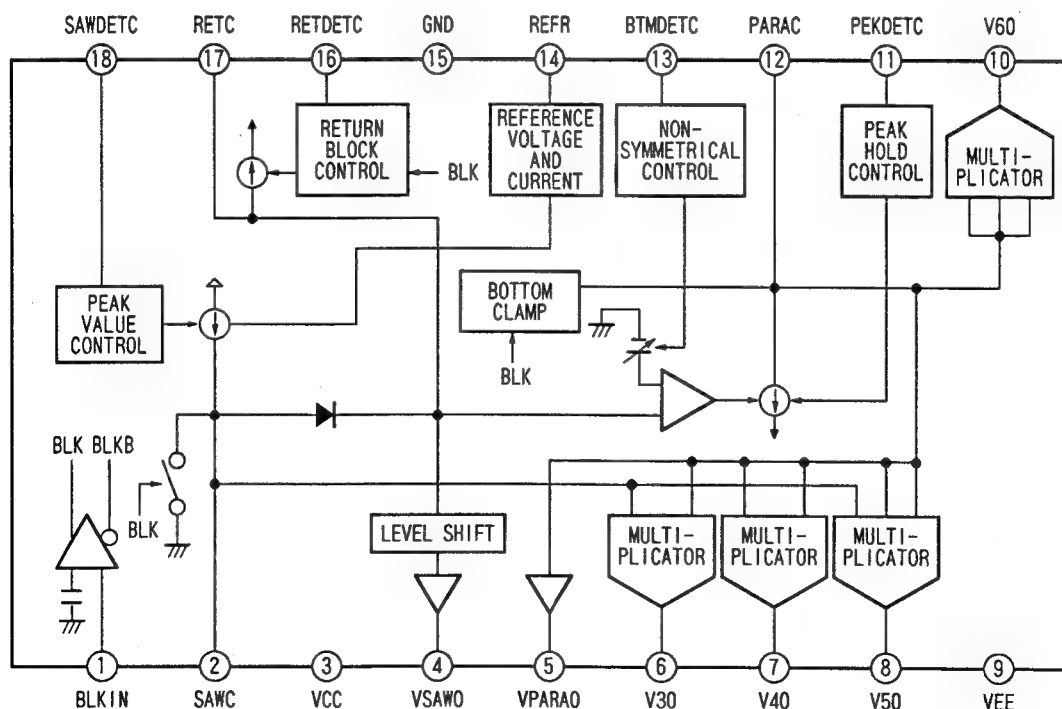 SAWDETC RETC RETDETC GND REFR BTMDETC PARAC PEKDETC V60
18 17 16 15 14 13 12 11 10
RETURN
BLOCK
CONTROL
BLK
REFERENCE
VOLTAGE
AND
CURRENT
NON-
SYMMETRICAL
CONTROL
PEAK
HOLD
CONTROL
MULTI-
PLICATOR
PEAK
VALUE
CONTROL
BOTTOM
CLAMP
BLK
BLK BLKB
BLK
LEVEL SHIFT
MULTI-
PLICATOR
MULTI-
PLICATOR
MULTI-
PLICATOR
1 2 3 4 5 6 7 8 9
BLKIN SAWC VCC VSAWO VPARAO V30 V40 V50 VEE